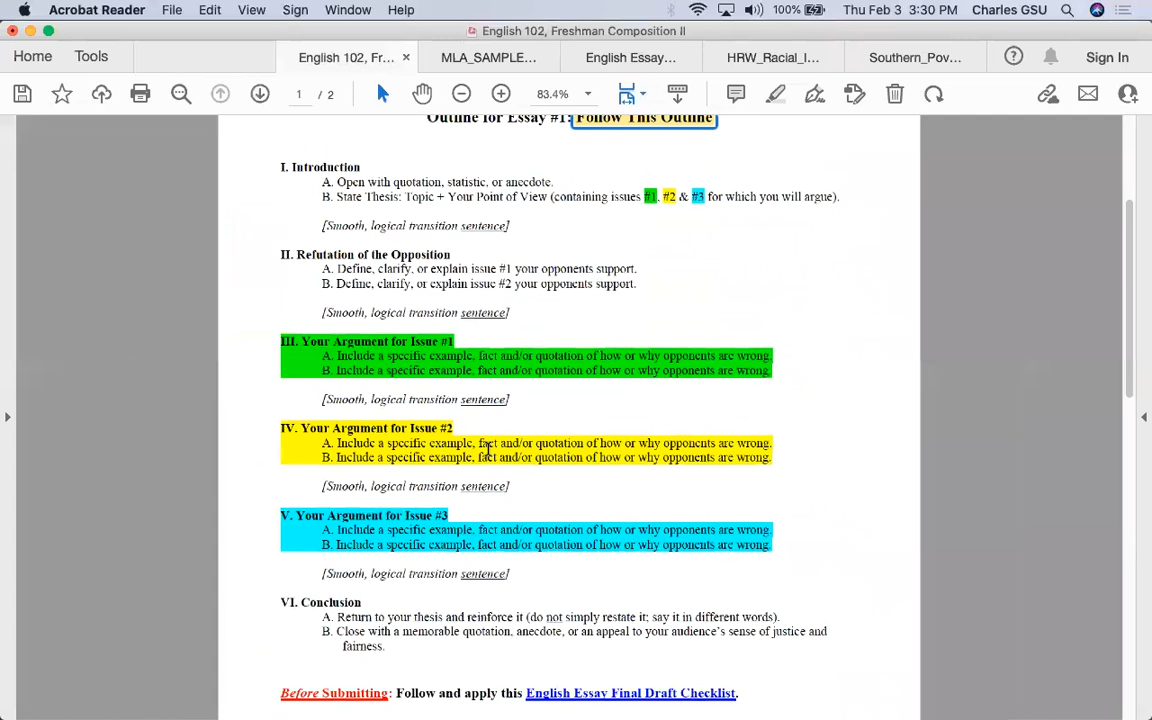 Acrobat Reader File Edit View Sign Window Help 100% Thu Feb 3 3:30 PM Charles GSU
English 102, Freshman Composition II
Home Tools English 102, Fr... × MLA_SAMPLE... English Essay... HRW_Racial_I... Southern_Pov... Sign In
1 / 2 83.4%
Outline for Essay #1: Follow This Outline
I. Introduction
A. Open with quotation, statistic, or anecdote.
B. State Thesis: Topic + Your Point of View (containing issues #1, #2 & #3 for which you will argue).
[Smooth, logical transition sentence]
II. Refutation of the Opposition
A. Define, clarify, or explain issue #1 your opponents support.
B. Define, clarify, or explain issue #2 your opponents support.
[Smooth, logical transition sentence]
III. Your Argument for Issue #1
A. Include a specific example, fact and/or quotation of how or why opponents are wrong.
B. Include a specific example, fact and/or quotation of how or why opponents are wrong.
[Smooth, logical transition sentence]
IV. Your Argument for Issue #2
A. Include a specific example, fact and/or quotation of how or why opponents are wrong.
B. Include a specific example, fact and/or quotation of how or why opponents are wrong.
[Smooth, logical transition sentence]
V. Your Argument for Issue #3
A. Include a specific example, fact and/or quotation of how or why opponents are wrong.
B. Include a specific example, fact and/or quotation of how or why opponents are wrong.
[Smooth, logical transition sentence]
VI. Conclusion
A. Return to your thesis and reinforce it (do not simply restate it; say it in different words).
B. Close with a memorable quotation, anecdote, or an appeal to your audience's sense of justice and
fairness.
Before Submitting: Follow and apply this English Essay Final Draft Checklist.